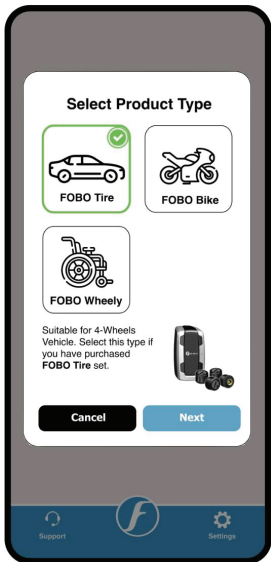 Select Product Type
FOBO Tire
FOBO Bike
FOBO Wheely
Suitable for 4-Wheels
Vehicle. Select this type if
you have purchased
FOBO Tire set.
Cancel
Next
Support
Settings